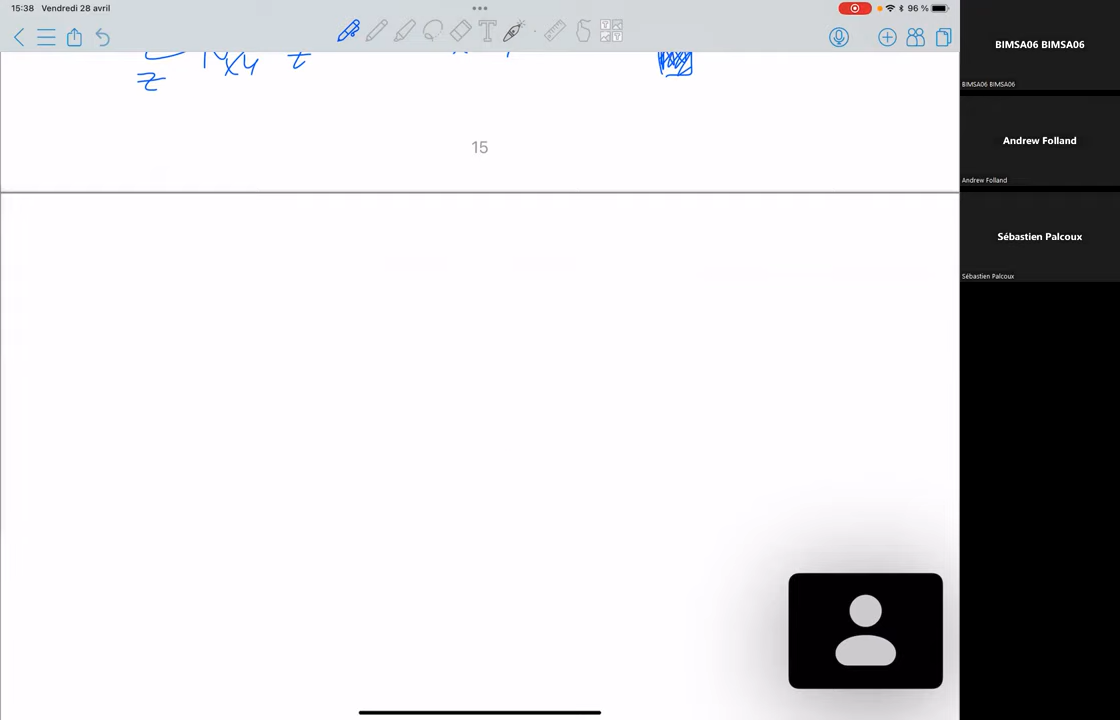 15:38 Vendredi 28 avril
96 %
T
z
15
BIMSA06 BIMSA06
BIMSA06 BIMSA06
Andrew Folland
Andrew Folland
Sébastien Palcoux
Sébastien Palcoux